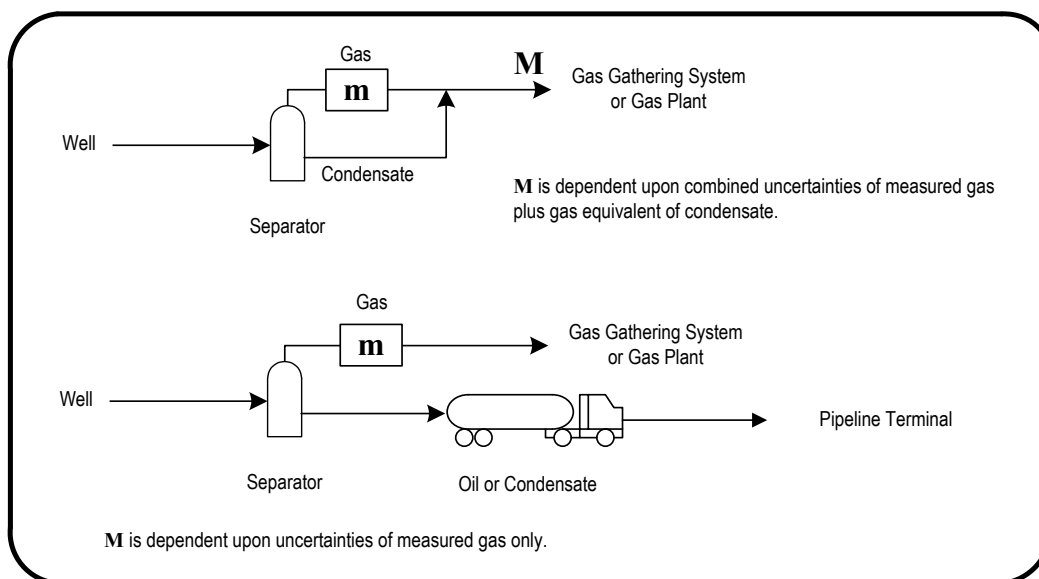 Gas
m
M
Gas Gathering System
or Gas Plant
Well
Condensate
M is dependent upon combined uncertainties of measured gas
plus gas equivalent of condensate.
Separator
Gas
m
Gas Gathering System
or Gas Plant
Well
Pipeline Terminal
Separator
Oil or Condensate
M is dependent upon uncertainties of measured gas only.